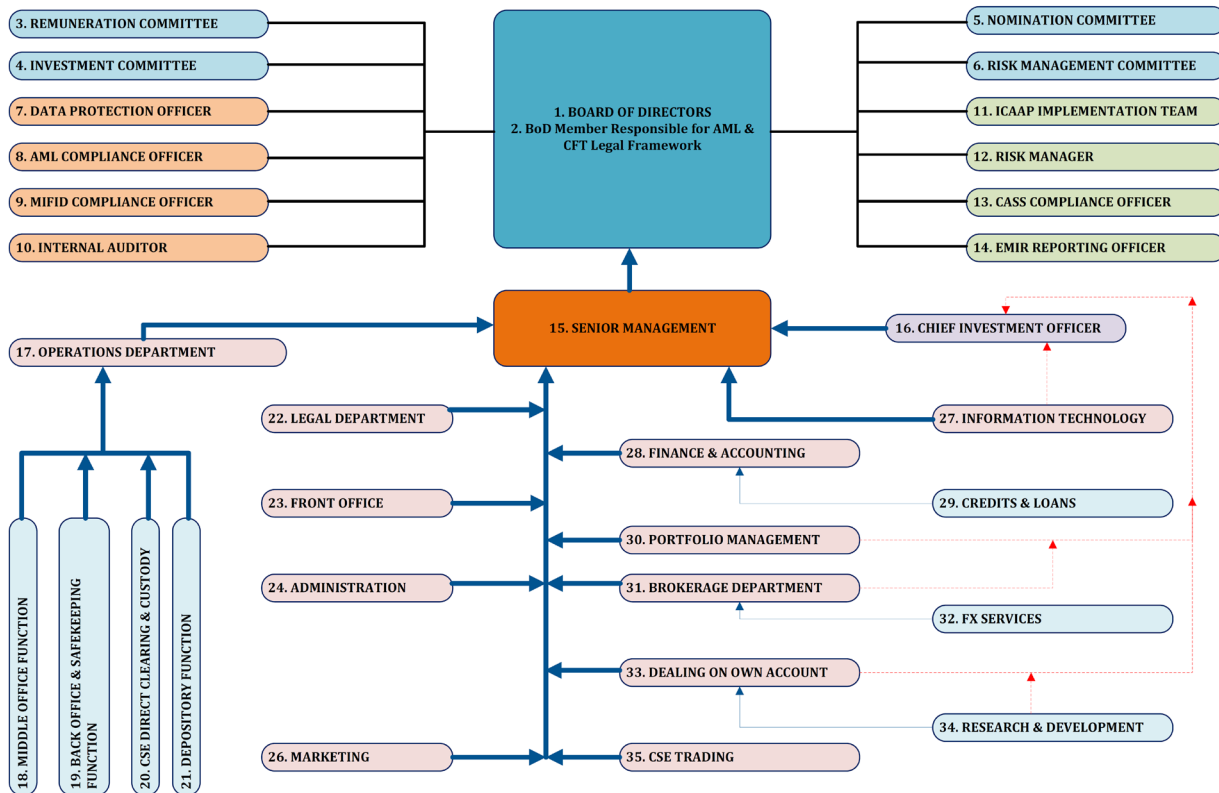 3. REMUNERATION COMMITTEE
4. INVESTMENT COMMITTEE
7. DATA PROTECTION OFFICER
8. AML COMPLIANCE OFFICER
9. MIFID COMPLIANCE OFFICER
10. INTERNAL AUDITOR
1. BOARD OF DIRECTORS
2. BoD Member Responsible for AML &
CFT Legal Framework
5. NOMINATION COMMITTEE
6. RISK MANAGEMENT COMMITTEE
11. ICAAP IMPLEMENTATION TEAM
12. RISK MANAGER
13. CASS COMPLIANCE OFFICER
14. EMIR REPORTING OFFICER
15. SENIOR MANAGEMENT
16. CHIEF INVESTMENT OFFICER
17. OPERATIONS DEPARTMENT
18. MIDDLE OFFICE FUNCTION
19. BACK OFFICE & SAFEKEEPING
FUNCTION
20. CSE DIRECT CLEARING & CUSTODY
21. DEPOSITORY FUNCTION
22. LEGAL DEPARTMENT
23. FRONT OFFICE
24. ADMINISTRATION
26. MARKETING
27. INFORMATION TECHNOLOGY
28. FINANCE & ACCOUNTING
29. CREDITS & LOANS
30. PORTFOLIO MANAGEMENT
31. BROKERAGE DEPARTMENT
32. FX SERVICES
33. DEALING ON OWN ACCOUNT
34. RESEARCH & DEVELOPMENT
35. CSE TRADING